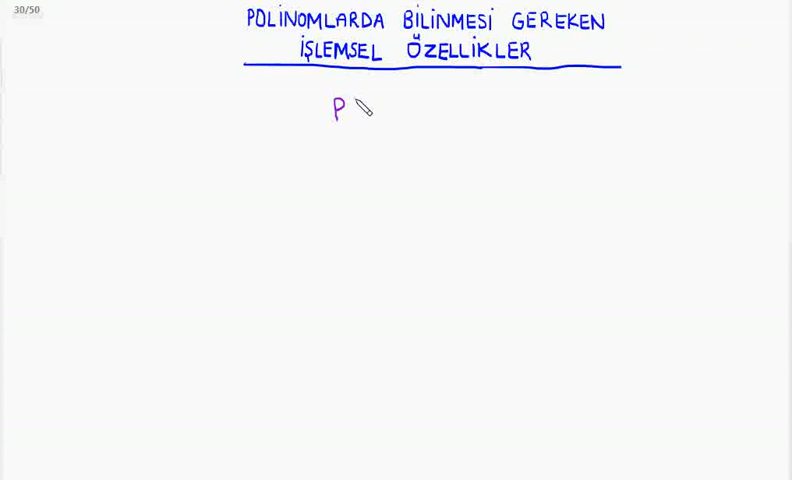 30/50
POLİNOMLARDA BİLİNMESİ GEREKEN
İŞLEMSEL ÖZELLİKLER
P